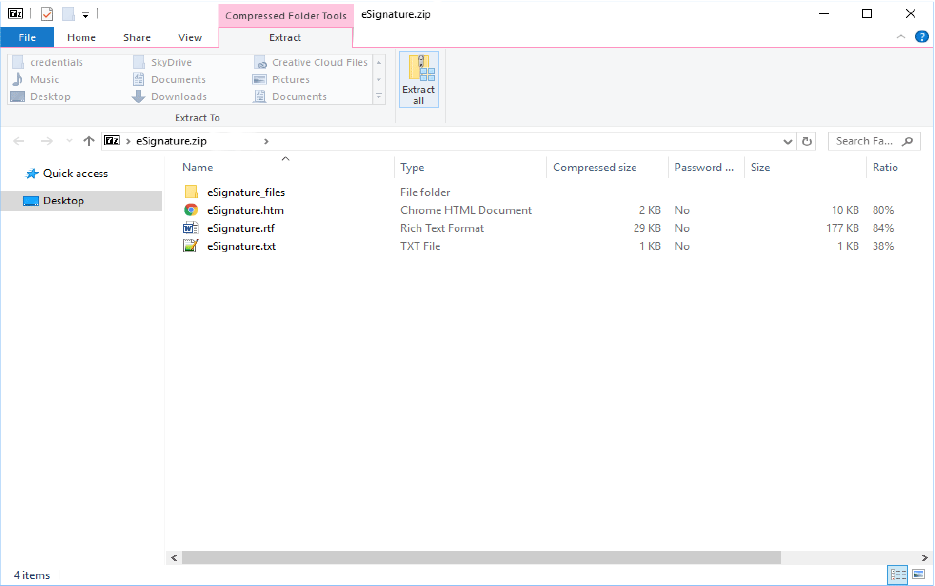 Compressed Folder Tools eSignature.zip
File Home Share View Extract
credentials SkyDrive Creative Cloud Files
Music Documents Pictures
Desktop Downloads Documents
Extract all
Extract To
eSignature.zip Search Fa...
Quick access
Desktop
Name Type Compressed size Password ... Size Ratio
eSignature_files File folder
eSignature.htm Chrome HTML Document 2 KB No 10 KB 80%
eSignature.rtf Rich Text Format 29 KB No 177 KB 84%
eSignature.txt TXT File 1 KB No 1 KB 38%
4 items